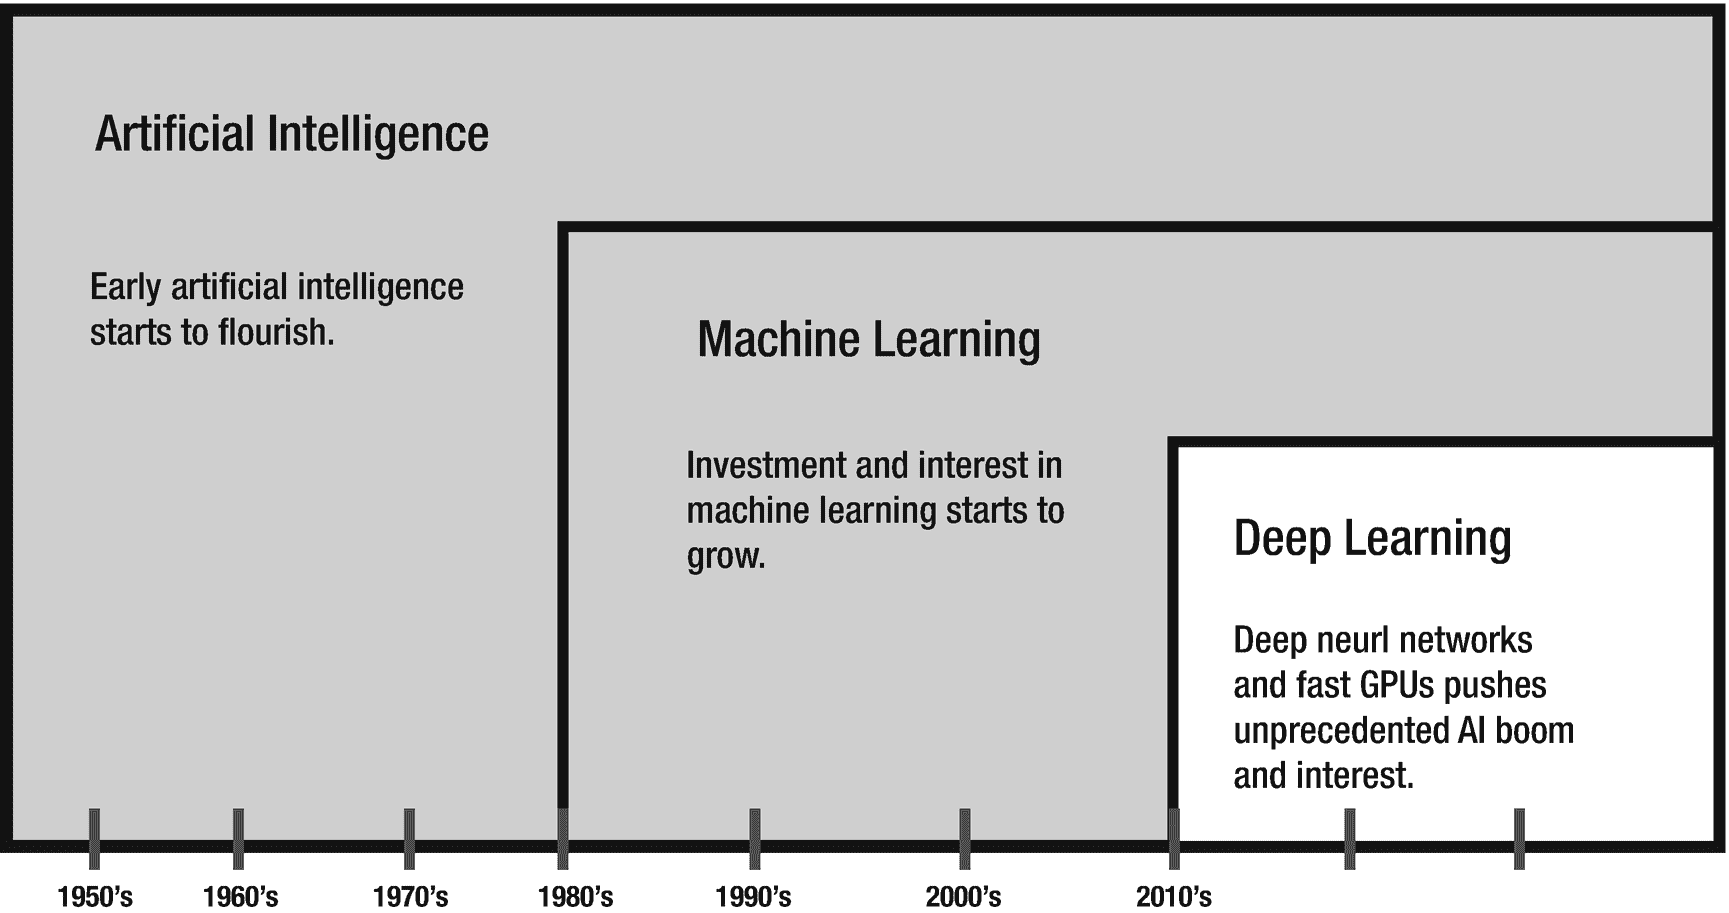 Artificial Intelligence
Early artificial intelligence
starts to flourish.
Machine Learning
Investment and interest in
machine learning starts to
grow.
Deep Learning
Deep neurl networks
and fast GPUs pushes
unprecedented AI boom
and interest.
1950’s 1960’s 1970’s 1980’s 1990’s 2000’s 2010’s